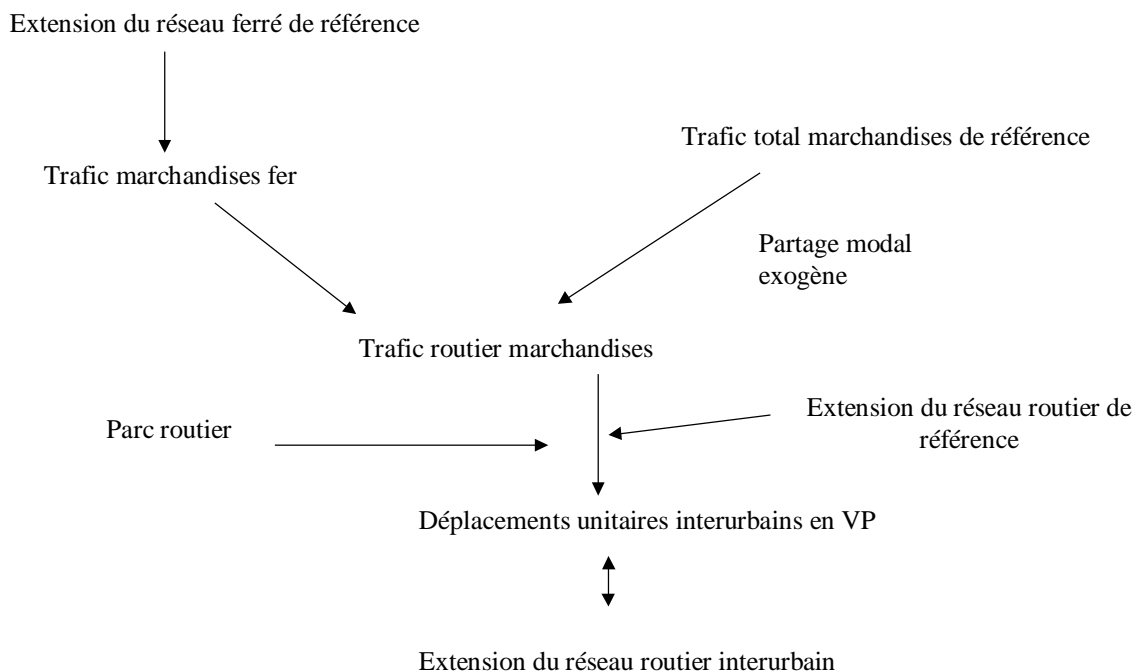 Extension du réseau ferré de référence
Trafic total marchandises de référence
Trafic marchandises fer
Partage modal
exogène
Trafic routier marchandises
Extension du réseau routier de
référence
Parc routier
Déplacements unitaires interurbains en VP
Extension du réseau routier interurbain